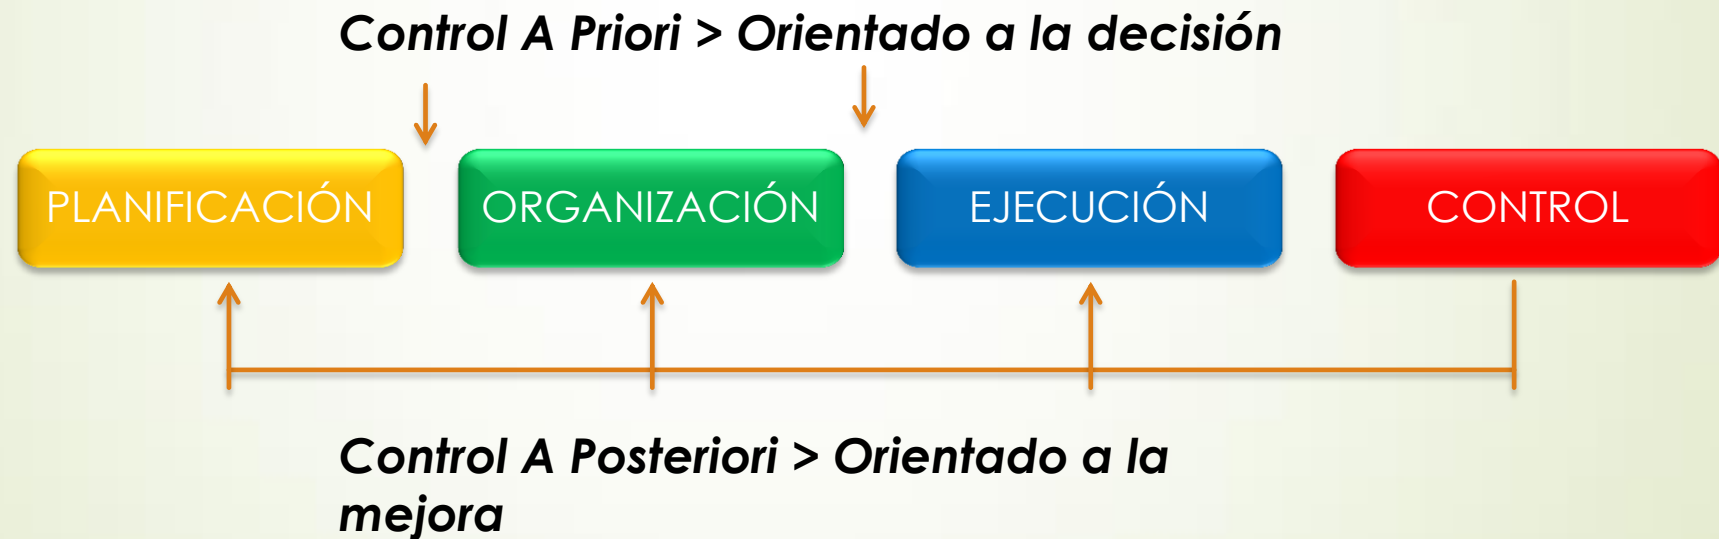 Control A Priori > Orientado a la decisión
PLANIFICACIÓN
ORGANIZACIÓN
EJECUCIÓN
CONTROL
Control A Posteriori > Orientado a la
mejora